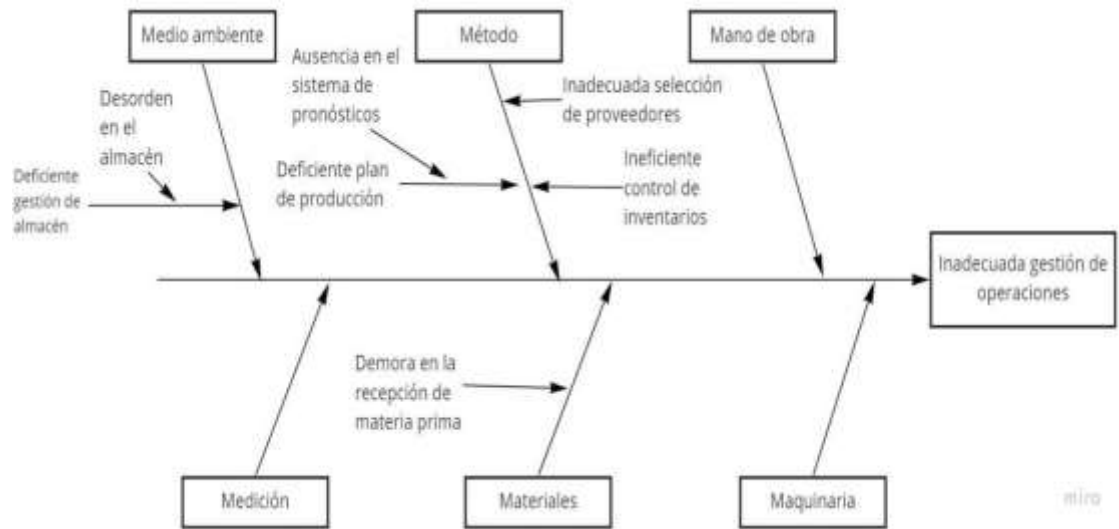 Medio ambiente
Método
Mano de obra
Ausencia en el
sistema de
pronósticos
Inadecuada selección
de proveedores
Desorden
en el
almacén
Deficiente
gestión de
almacén
Deficiente plan
de producción
Ineficiente
control de
inventarios
Inadecuada gestión de
operaciones
Demora en la
recepción de
materia prima
Medición
Materiales
Maquinaria
miro